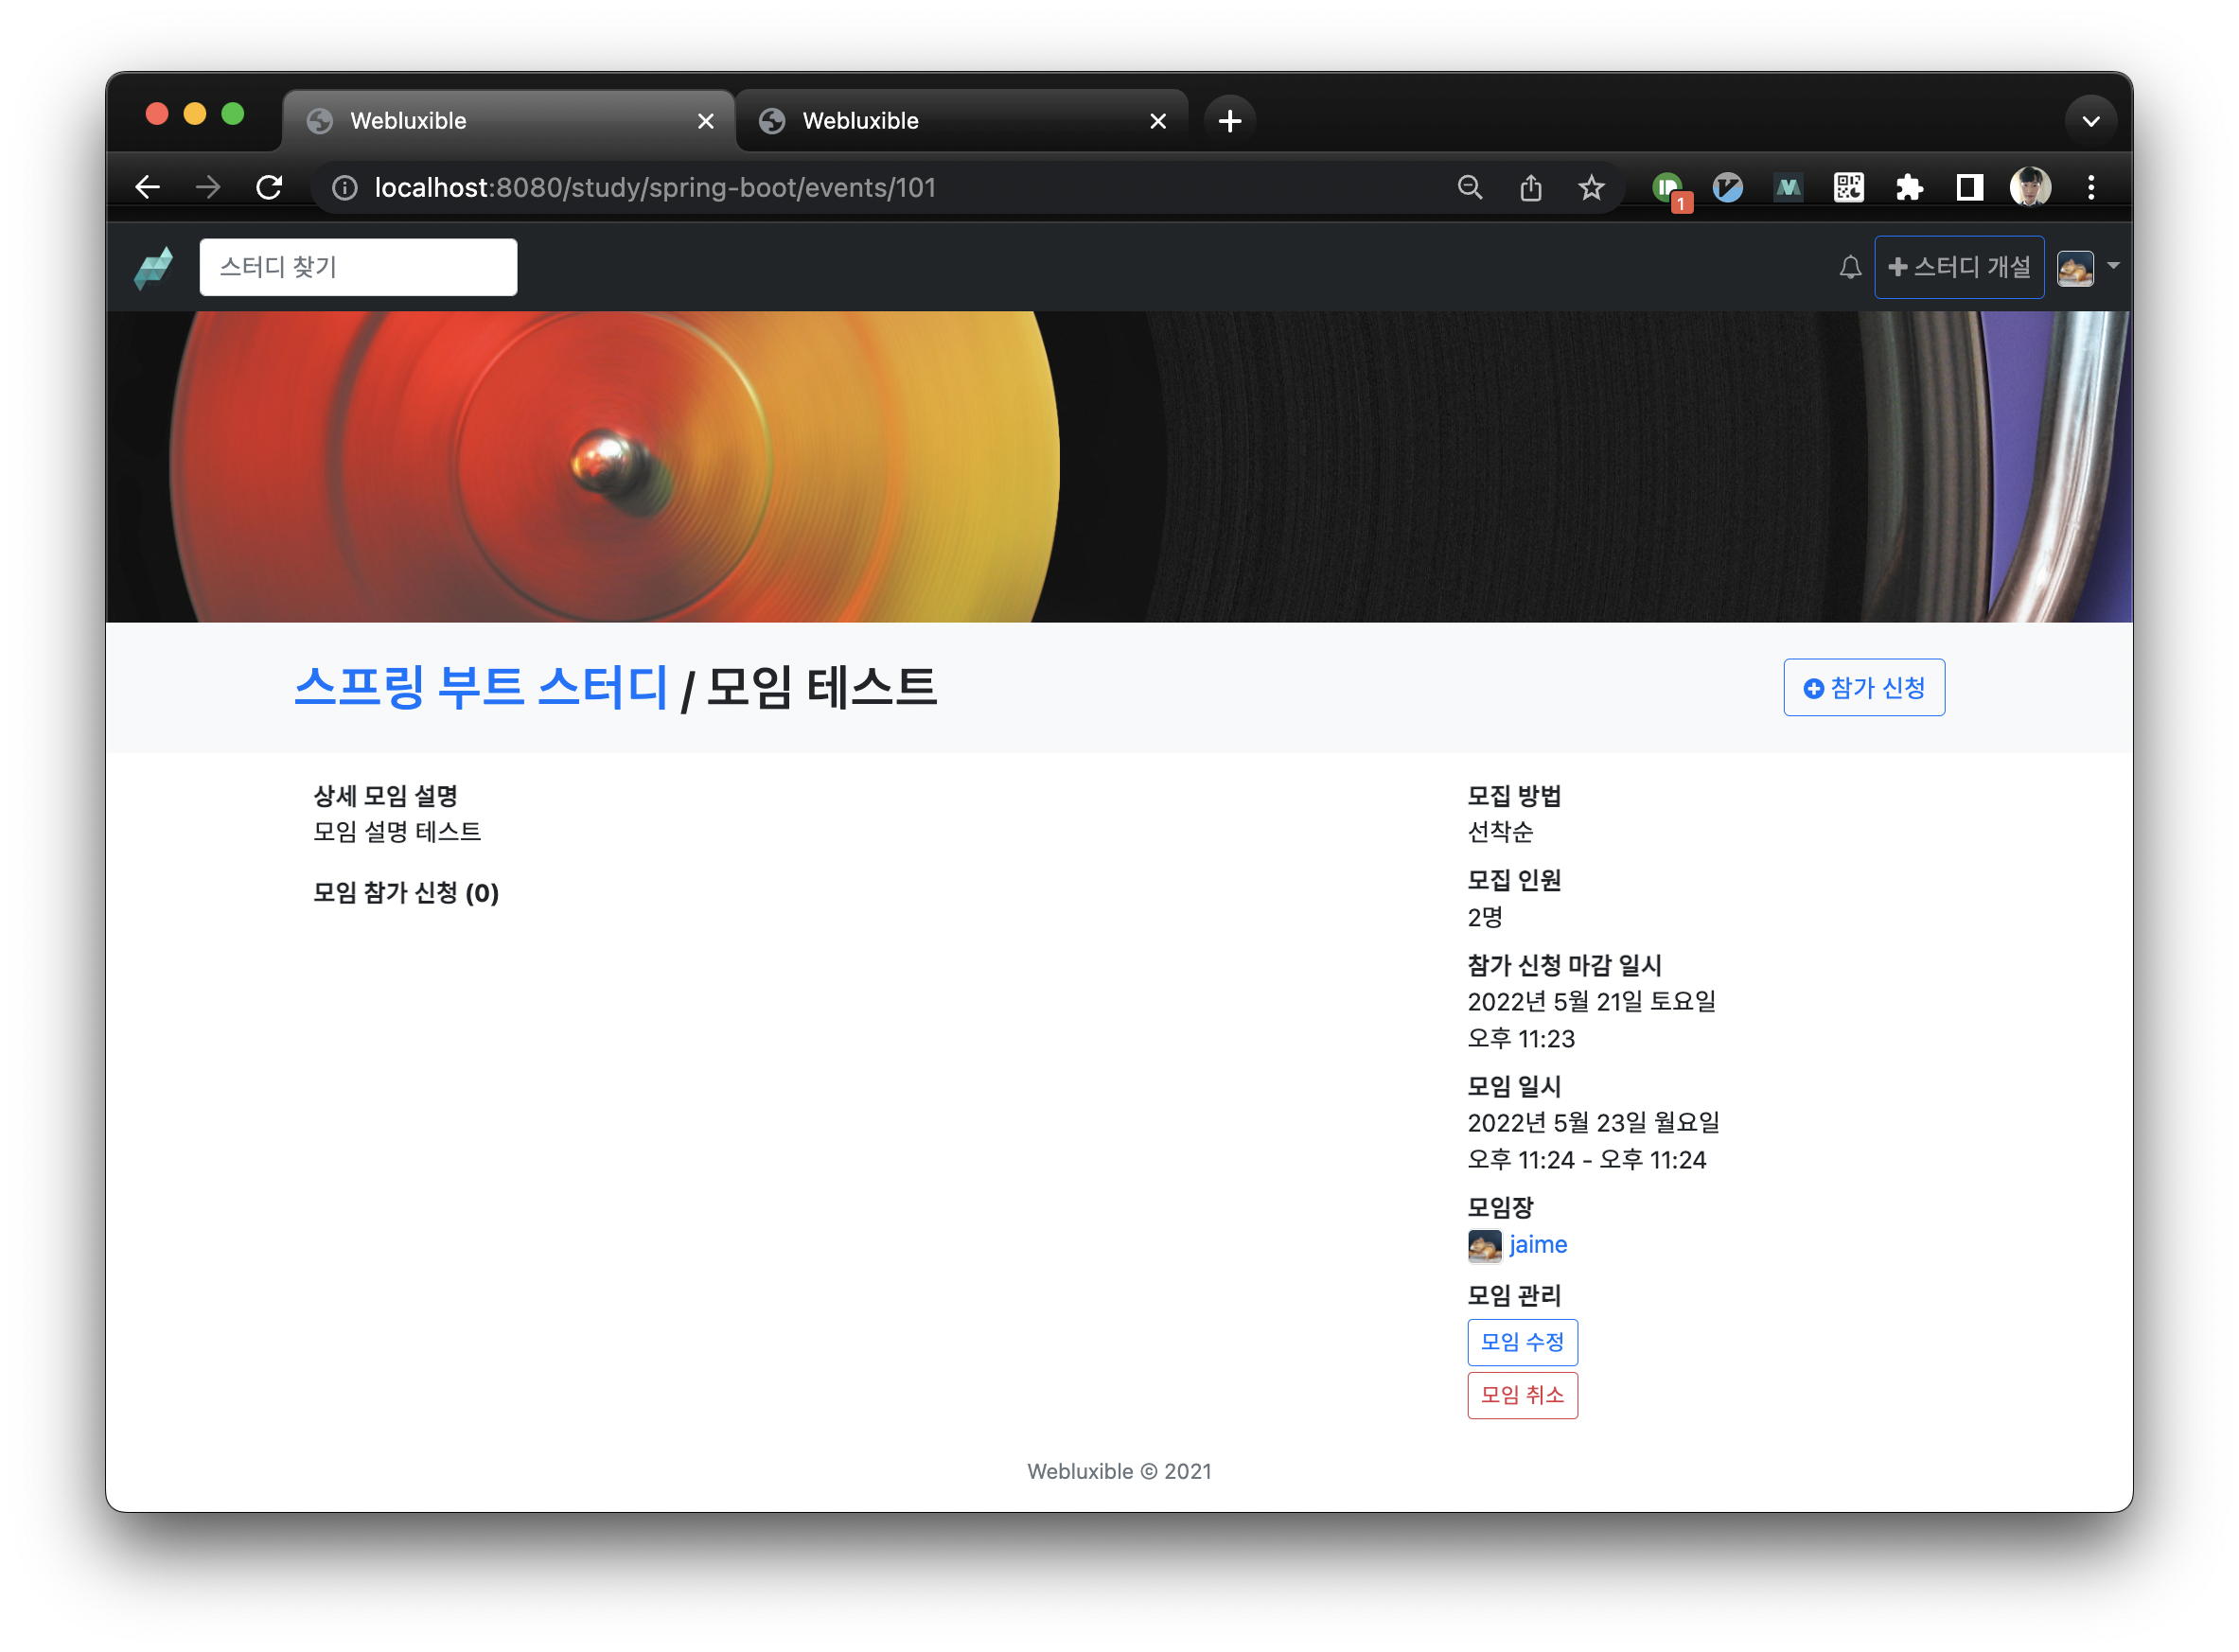 Webluxible
Webluxible
localhost:8080/study/spring-boot/events/101
1
스터디 찾기
스터디 개설
스프링 부트 스터디 / 모임 테스트
참가 신청
상세 모임 설명
모임 설명 테스트
모임 참가 신청 (0)
모집 방법
선착순
모집 인원
2명
참가 신청 마감 일시
2022년 5월 21일 토요일
오후 11:23
모임 일시
2022년 5월 23일 월요일
오후 11:24 - 오후 11:24
모임장
jaime
모임 관리
모임 수정
모임 취소
Webluxible © 2021